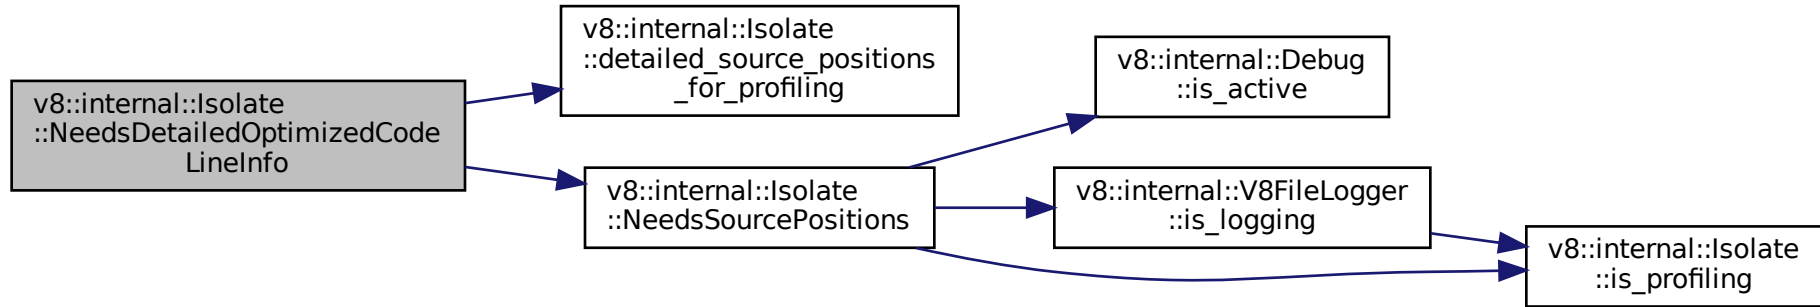 v8::internal::Isolate
::NeedsDetailedOptimizedCode
LineInfo
v8::internal::Isolate
::detailed_source_positions
_for_profiling
v8::internal::Isolate
::NeedsSourcePositions
v8::internal::Debug
::is_active
v8::internal::V8FileLogger
::is_logging
v8::internal::Isolate
::is_profiling